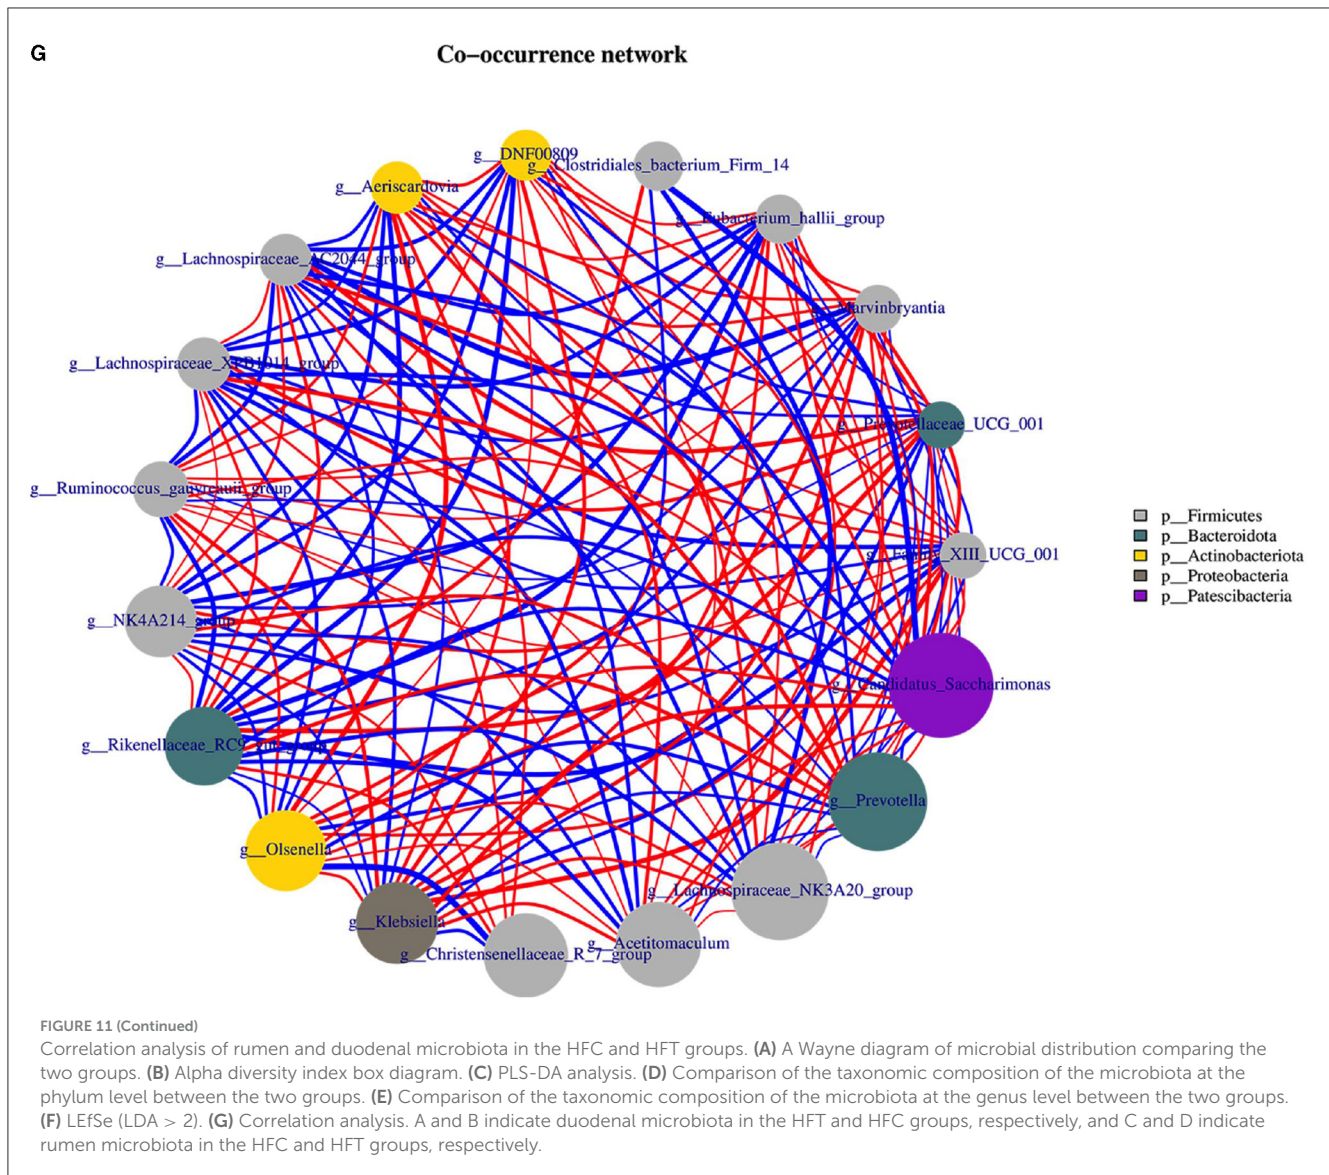 G
Co-occurrence network
g__DNF00809
g__Clostridiales_bacterium_Firm_14
g__Aeriscardovia
g__Eubacterium_hallii_group
g__Lachnospiraceae_AC2044_group
g__Marvinbryantia
g__Lachnospiraceae_XPB1014_group
g__Prevotellaceae_UCG_001
g__Ruminococcus_gauvreauii_group
p__Firmicutes
p__Bacteroidota
p__Actinobacteriota
p__Proteobacteria
p__Patescibacteria
g__Family_XIII_UCG_001
g__NK4A214_group
g__Candidatus_Saccharimonas
g__Rikenellaceae_RC9_gut_group
g__Prevotella
g__Olsenella
g__Lachnospiraceae_NK3A20_group
g__Klebsiella
g__Acetitomaculum
g__Christensenellaceae_R_7_group
FIGURE 11 (Continued)
Correlation analysis of rumen and duodenal microbiota in the HFC and HFT groups. (A) A Wayne diagram of microbial distribution comparing the
two groups. (B) Alpha diversity index box diagram. (C) PLS-DA analysis. (D) Comparison of the taxonomic composition of the microbiota at the
phylum level between the two groups. (E) Comparison of the taxonomic composition of the microbiota at the genus level between the two groups.
(F) LEfSe (LDA > 2). (G) Correlation analysis. A and B indicate duodenal microbiota in the HFT and HFC groups, respectively, and C and D indicate
rumen microbiota in the HFC and HFT groups, respectively.